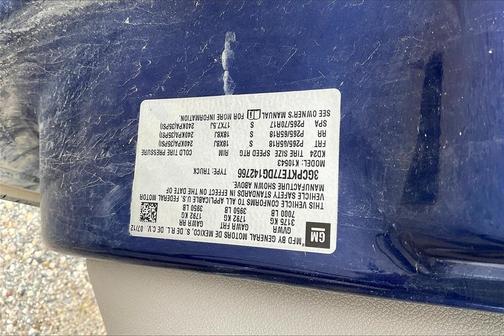 GM
*MFD BY GENERAL MOTORS DE MEXICO, S. DE R.L. DE C.V.
07/12
GVWR GAWR FRT GAWR RR
3175 KG 1792 KG 1792 KG
7000 LB 3950 LB 3950 LB
THIS VEHICLE CONFORMS TO ALL APPLICABLE U.S. FEDERAL MOTOR
VEHICLE SAFETY STANDARDS IN EFFECT ON THE DATE OF
MANUFACTURE SHOWN ABOVE.
TYPE: TRUCK
MODEL: K10543
KD24 TIRE SIZE SPEED RTG RIM COLD TIRE PRESSURE
FRT P265/65R18 S 18X8J 240KPA(35PSI)
RR P265/65R18 S 18X8J 240KPA(35PSI)
SPA P265/70R17 S 17X7.5J 240KPA(35PSI)
SEE OWNER'S MANUAL FOR MORE INFORMATION.